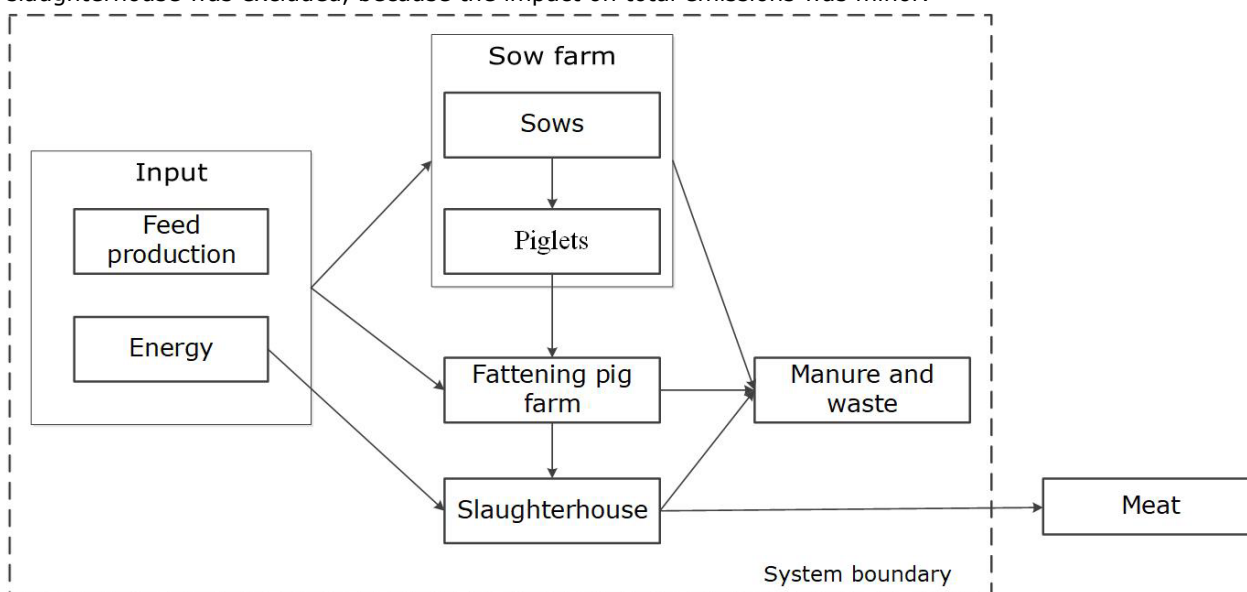 slaughterhouse was excluded, because the impact on total emissions was minor.
Sow farm
Sows
Input
Feed
production
Piglets
Energy
Fattening pig
farm
Manure and
waste
Slaughterhouse
Meat
System boundary